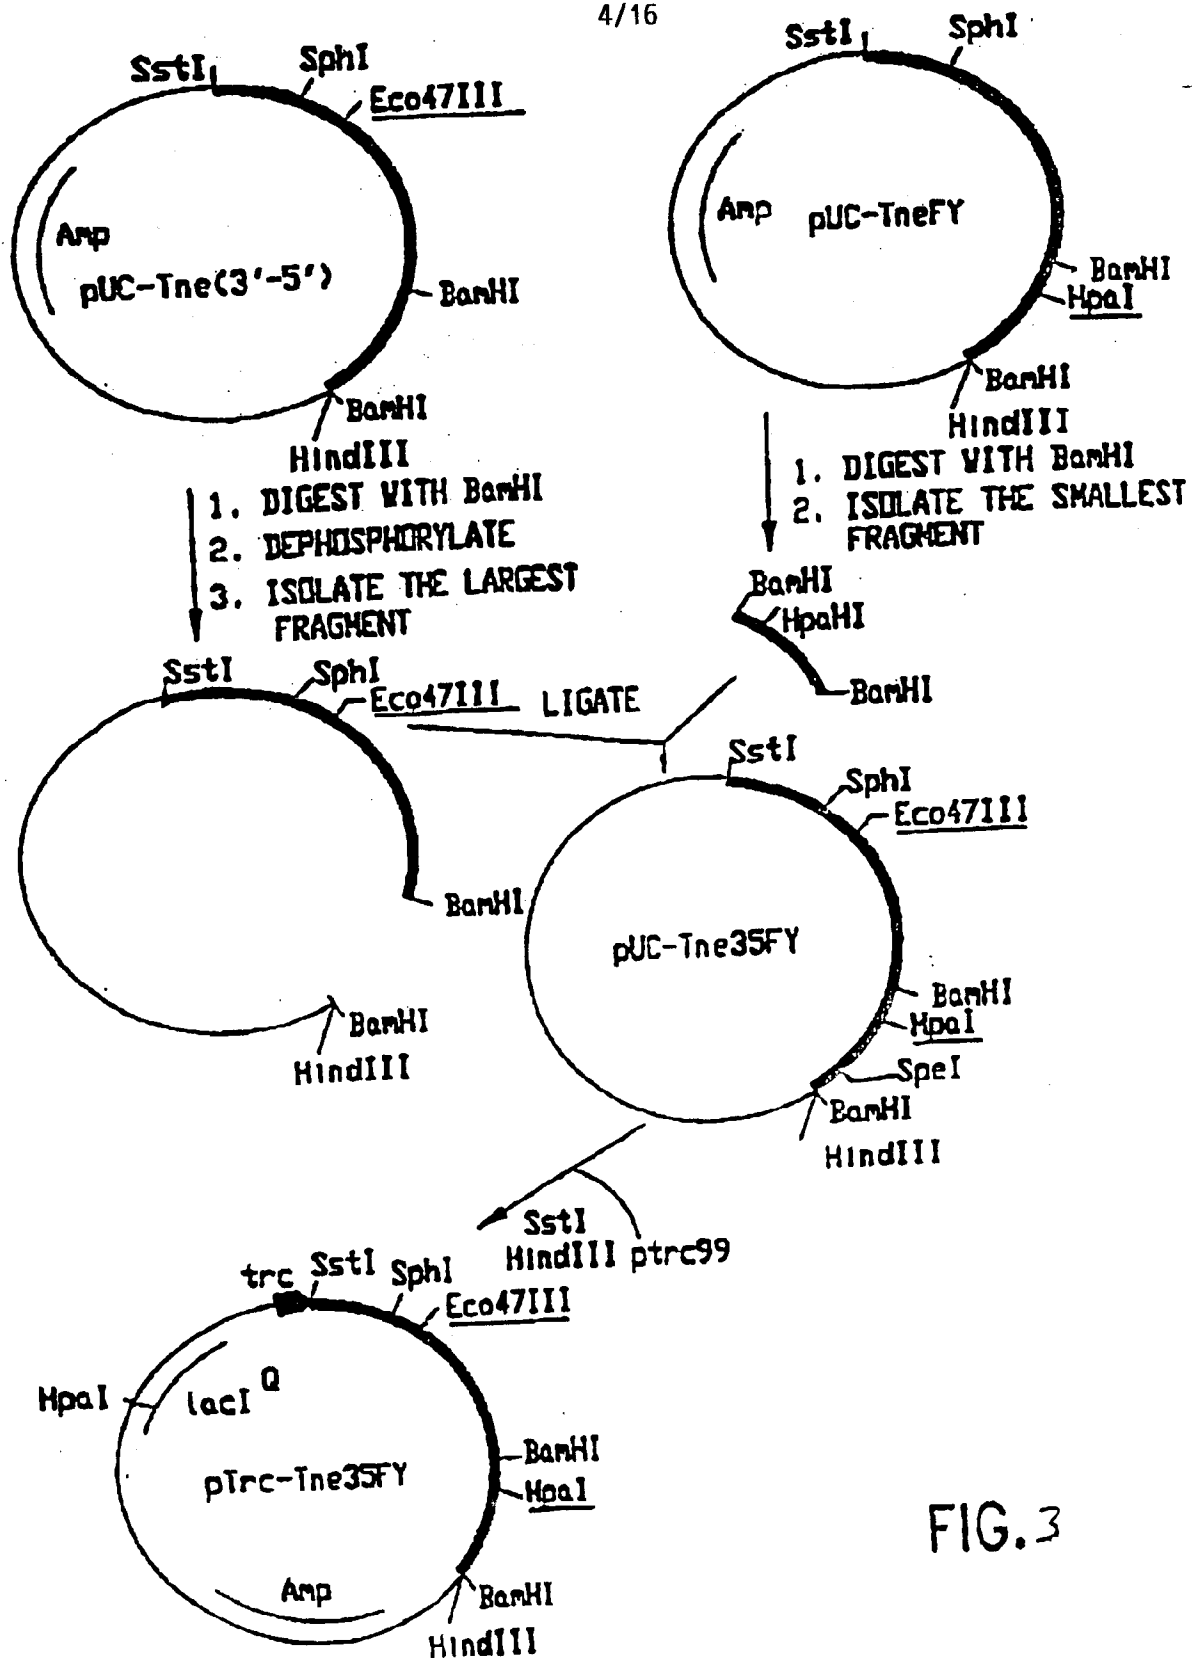 4/16
SstI
SphI
Eco47III
Amp
pUC-Tne(3'-5')
BamHI
BamHI
HindIII
SstI
SphI
Amp
pUC-TneFY
BamHI
HpaI
BamHI
HindIII
1. DIGEST WITH BamHI
2. DEPHOSPHORYLATE
3. ISOLATE THE LARGEST
FRAGMENT
1. DIGEST WITH BamHI
2. ISOLATE THE SMALLEST
FRAGMENT
BamHI
HpaHI
BamHI
SstI
SphI
Eco47III
LIGATE
BamHI
BamHI
HindIII
SstI
SphI
Eco47III
pUC-Tne35FY
BamHI
HpaI
SpeI
BamHI
HindIII
SstI
HindIII ptrc99
trc
SstI
SphI
Eco47III
HpaI
lacI Q
pTrc-Tne35FY
BamHI
HpaI
Amp
BamHI
HindIII
FIG. 3